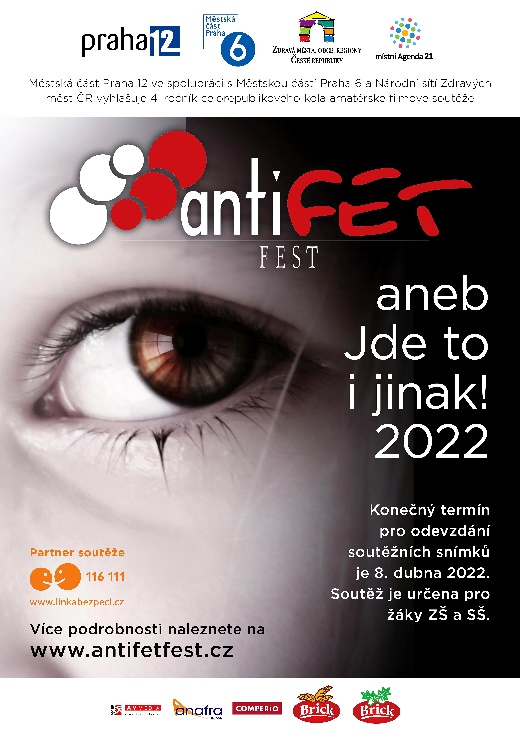 praha12
Městská
část
Praha
6
ZDRAVÁ MĚSTA, OBCE, REGIONY
ČESKÉ REPUBLIKY
místní Agenda 21
Městská část Praha 12 ve spolupráci s Městskou částí Praha 6 a Národní sítí Zdravých
měst ČR vyhlašuje 4. ročník celorepublikového kola amatérské filmové soutěže
antiFET
FEST
aneb
Jde to
i jinak!
2022
Konečný termín
pro odevzdání
soutěžních snímků
je 8. dubna 2022.
Soutěž je určena pro
žáky ZŠ a SŠ.
Partner soutěže
116 111
www.linkabezpeci.cz
Více podrobností naleznete na
www.antifetfest.cz
anafra
COMPERIO
Brick
Brick